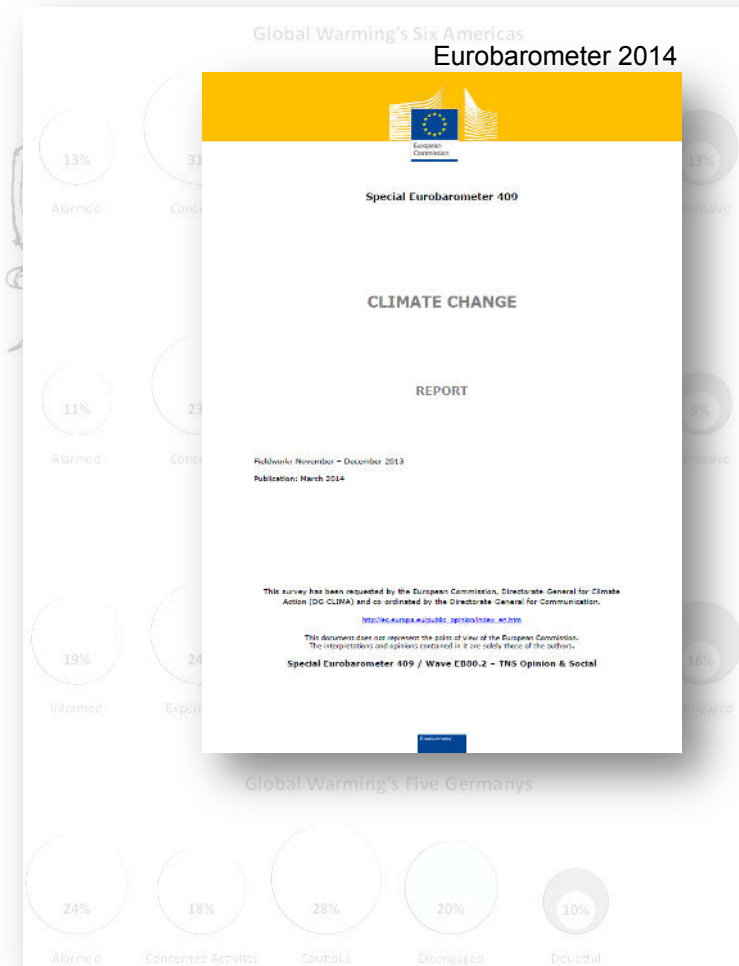 Global Warming's Six Americas
Eurobarometer 2014
European
Commission
Special Eurobarometer 409
CLIMATE CHANGE
REPORT
Fieldwork: November – December 2013
Publication: March 2014
This survey has been requested by the European Commission, Directorate-General for Climate
Action (DG CLIMA) and co-ordinated by the Directorate-General for Communication.
http://ec.europa.eu/public_opinion/index_en.htm
This document does not represent the point of view of the European Commission.
The interpretations and opinions contained in it are solely those of the authors.
Special Eurobarometer 409 / Wave EB80.2 – TNS Opinion & Social
13%
31
13%
Alarmed
11%
23
9%
Alarmed
19%
24
16%
Informed
Global Warming's Five Germanys
24%
18%
28%
20%
10%
Alarmed
Concerned Activists
Cautious
Disengaged
Doubtful